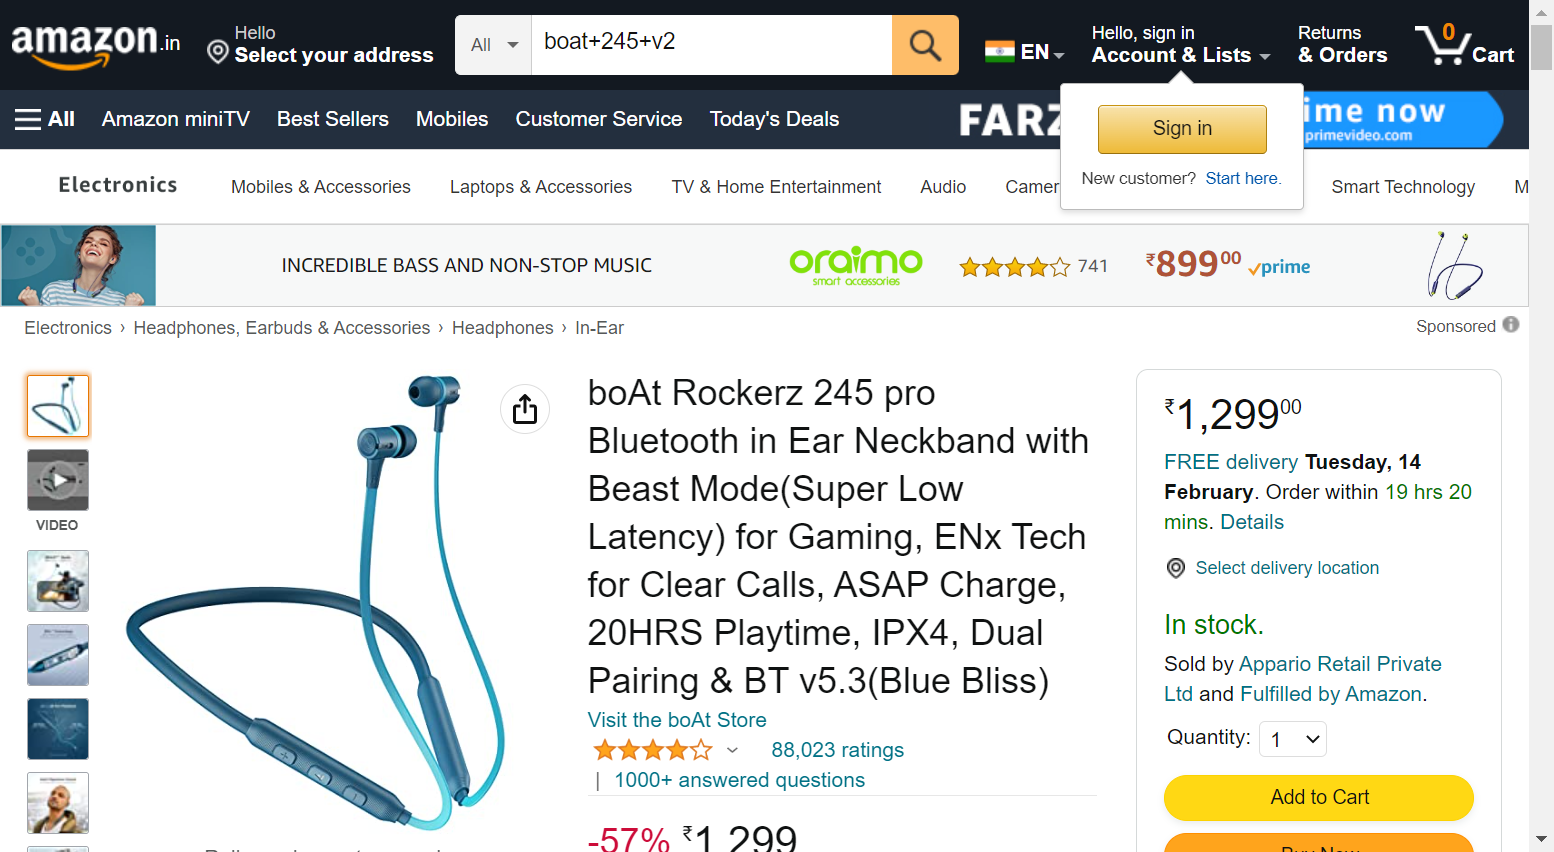 amazon.in
Hello
Select your address
All
boat+245+v2
EN
Hello, sign in
Account & Lists
Returns
& Orders
0
Cart
All
Amazon miniTV
Best Sellers
Mobiles
Customer Service
Today's Deals
ime now
primevideo.com
Sign in
New customer? Start here.
Electronics
Mobiles & Accessories
Laptops & Accessories
TV & Home Entertainment
Audio
Smart Technology
INCREDIBLE BASS AND NON-STOP MUSIC
oraimo
smart accessories
741
₹89900
prime
Electronics › Headphones, Earbuds & Accessories › Headphones › In-Ear
Sponsored
VIDEO
boAt Rockerz 245 pro
Bluetooth in Ear Neckband with
Beast Mode(Super Low
Latency) for Gaming, ENx Tech
for Clear Calls, ASAP Charge,
20HRS Playtime, IPX4, Dual
Pairing & BT v5.3(Blue Bliss)
Visit the boAt Store
88,023 ratings
| 1000+ answered questions
-57% ₹1,299
₹1,29900
FREE delivery Tuesday, 14
February. Order within 19 hrs 20
mins. Details
Select delivery location
In stock.
Sold by Appario Retail Private
Ltd and Fulfilled by Amazon.
Quantity: 1
Add to Cart
Buy Now